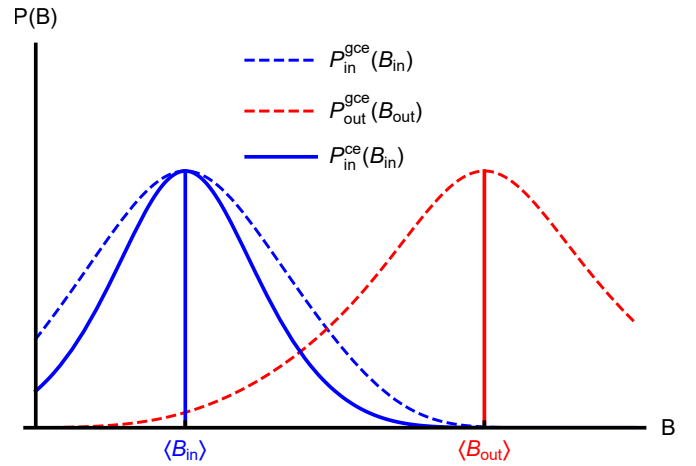 P(B)
P_in^gce(B_in)
P_out^gce(B_out)
P_in^ce(B_in)
B
⟨B_in⟩ ⟨B_out⟩